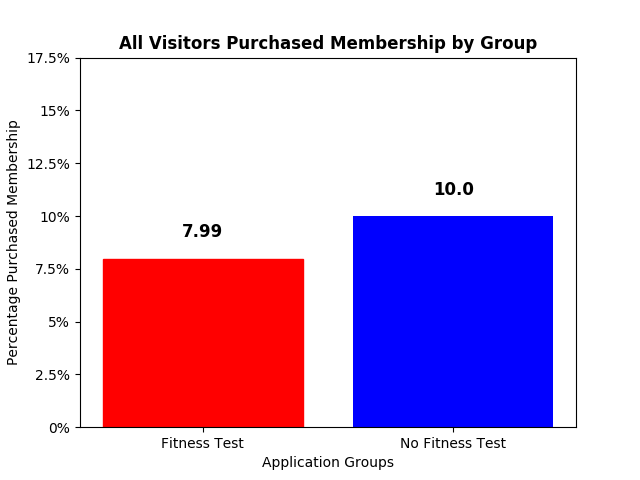 All Visitors Purchased Membership by Group
17.5%
15%
12.5%
10%
7.5%
5%
2.5%
0%
Percentage Purchased Membership
7.99
10.0
Fitness Test
No Fitness Test
Application Groups